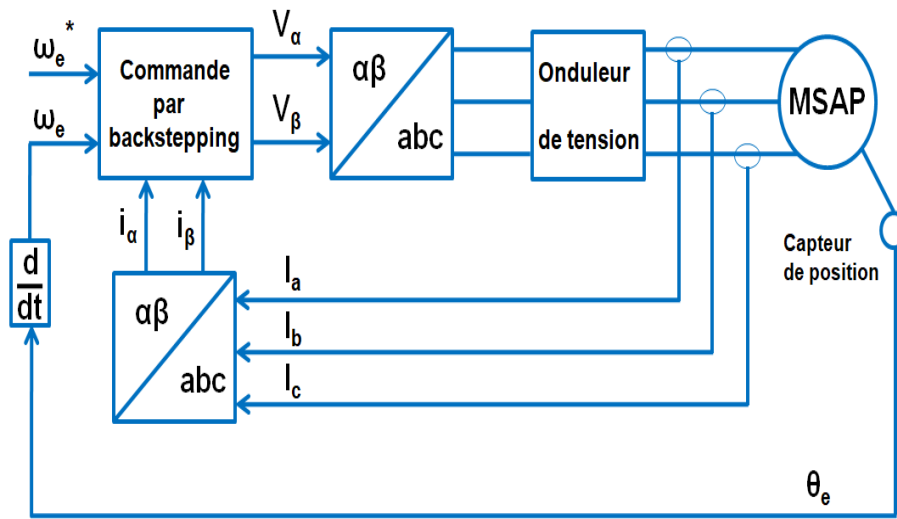 ωe*
ωe
Commande
par
backstepping
Vα
Vβ
αβ
abc
Onduleur
de tension
MSAP
Capteur
de position
d
dt
iα
iβ
αβ
abc
Ia
Ib
Ic
θe